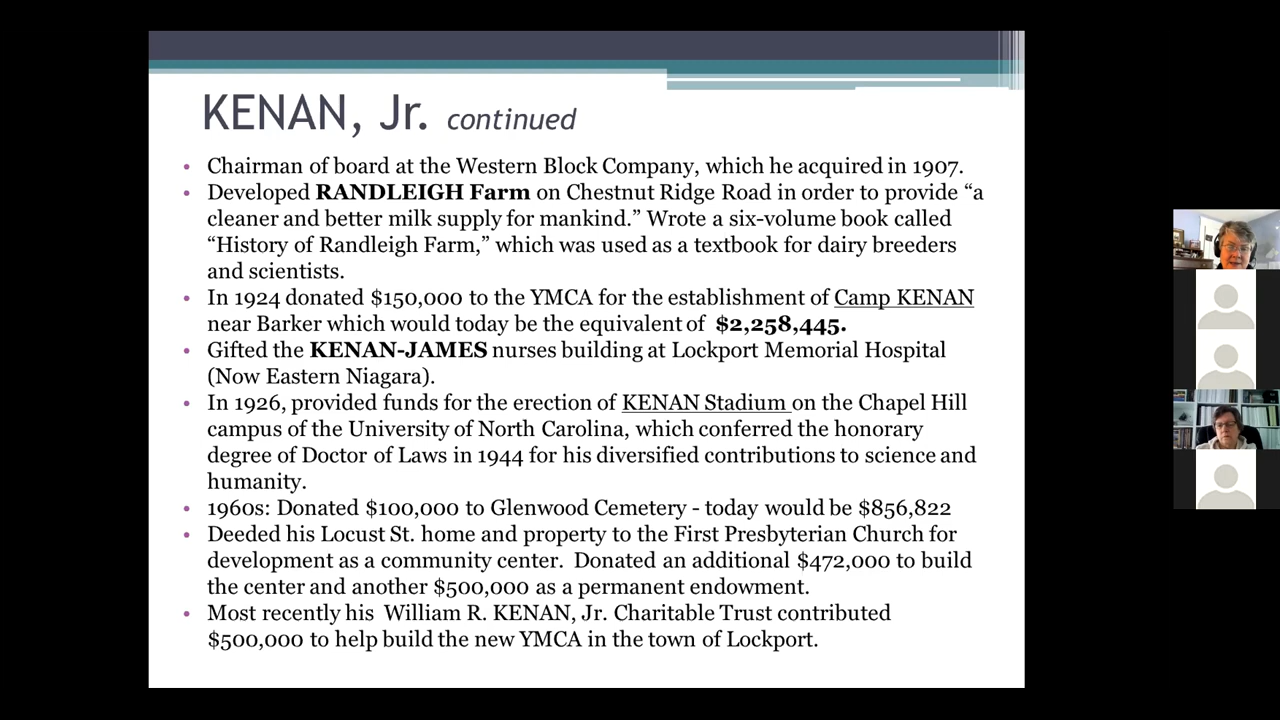 KENAN, Jr. continued
• Chairman of board at the Western Block Company, which he acquired in 1907.
• Developed RANDLEIGH Farm on Chestnut Ridge Road in order to provide “a
cleaner and better milk supply for mankind.” Wrote a six-volume book called
“History of Randleigh Farm,” which was used as a textbook for dairy breeders
and scientists.
• In 1924 donated $150,000 to the YMCA for the establishment of Camp KENAN
near Barker which would today be the equivalent of $2,258,445.
• Gifted the KENAN-JAMES nurses building at Lockport Memorial Hospital
(Now Eastern Niagara).
• In 1926, provided funds for the erection of KENAN Stadium on the Chapel Hill
campus of the University of North Carolina, which conferred the honorary
degree of Doctor of Laws in 1944 for his diversified contributions to science and
humanity.
• 1960s: Donated $100,000 to Glenwood Cemetery - today would be $856,822
• Deeded his Locust St. home and property to the First Presbyterian Church for
development as a community center. Donated an additional $472,000 to build
the center and another $500,000 as a permanent endowment.
• Most recently his William R. KENAN, Jr. Charitable Trust contributed
$500,000 to help build the new YMCA in the town of Lockport.